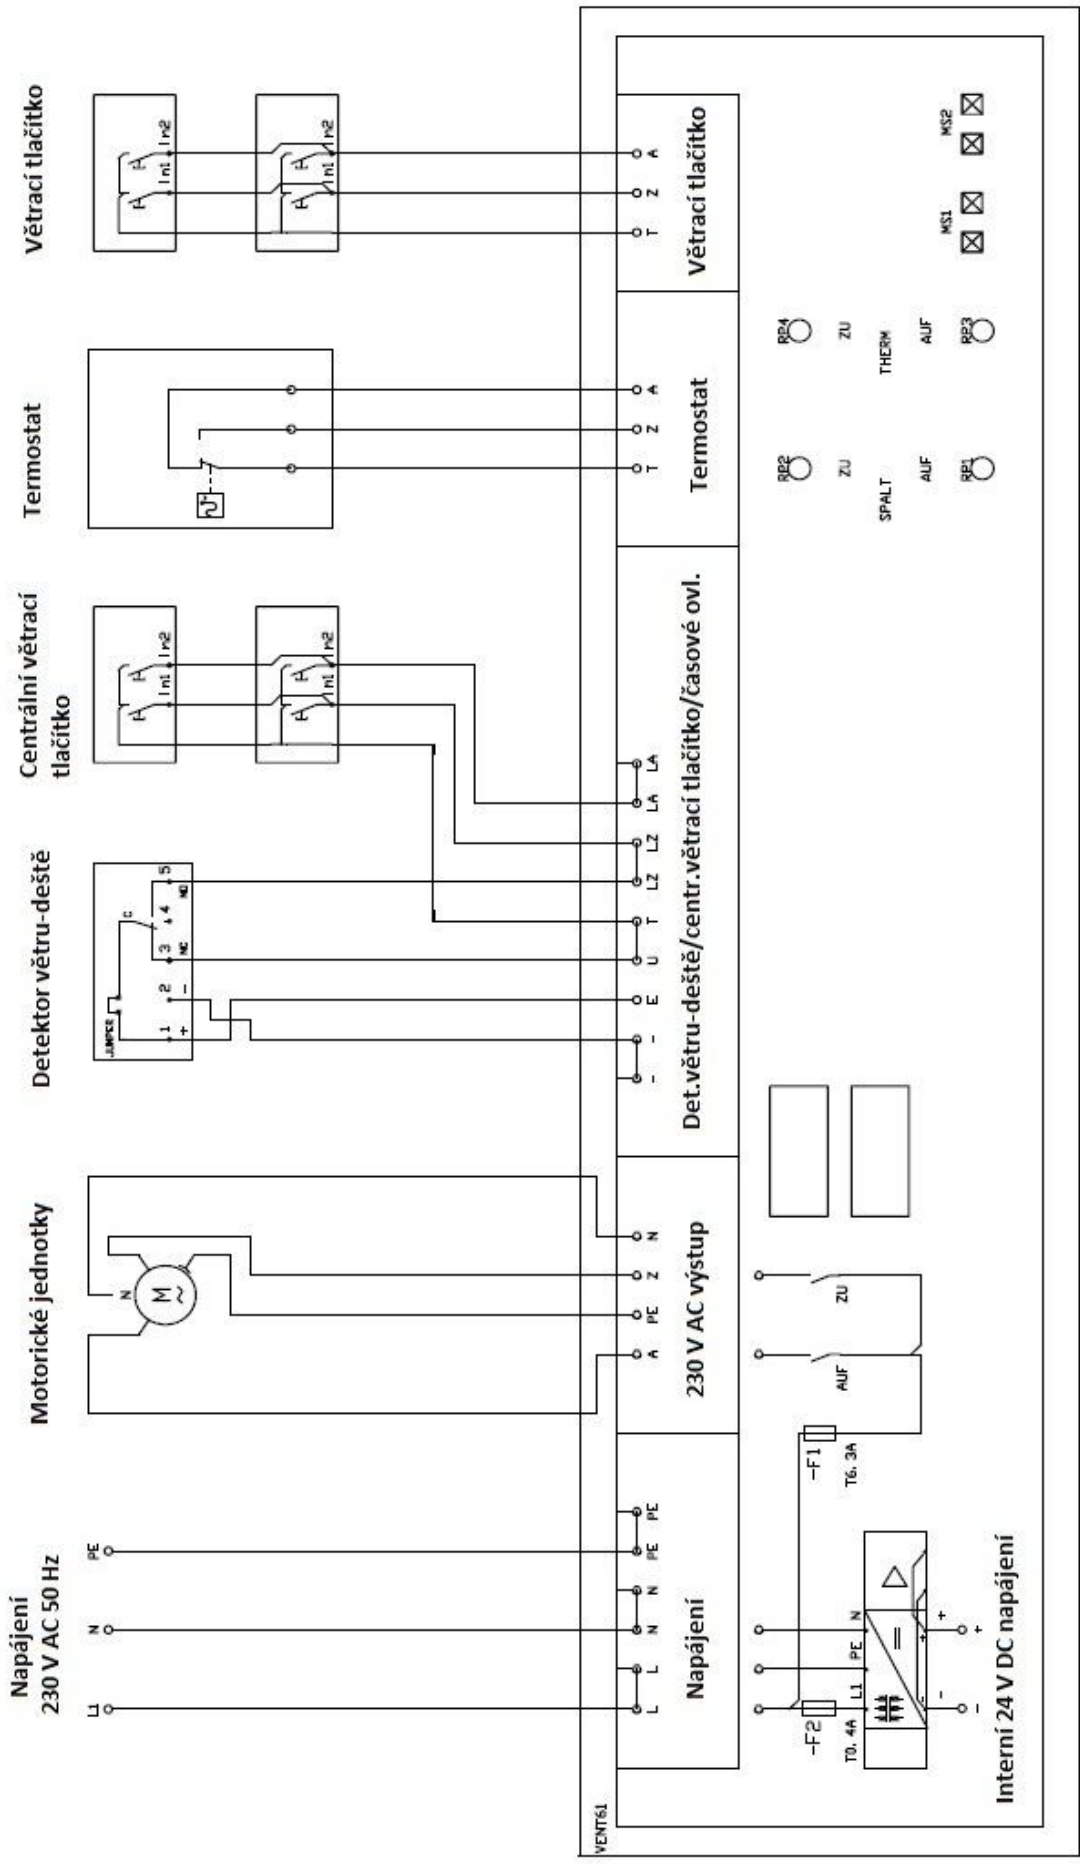 Napájení
230 V AC 50 Hz
Motorické jednotky
Detektor větru-deště
Centrální větrací
tlačítko
Termostat
Větrací tlačítko
L1 N PE
N
M
~
JUMPER
C
1 2 3 4 5
+ - NC NO
In1 In2
In1 In2
In1 In2
In1 In2
VENT61
L L N N PE PE
A PE Z N
- - E U T LZ LZ LA LA
T Z A
T Z A
Napájení
230 V AC výstup
Det.větru-deště/centr.větrací tlačítko/časové ovl.
Termostat
Větrací tlačítko
-F2
T0.4A
L1 PE N
=
- +
- +
- +
-F1
T6.3A
AUF ZU
RP2
ZU
SPALT
AUF
RP1
RP4
ZU
THERM
AUF
RP3
MS1 MS2
Interní 24 V DC napájení